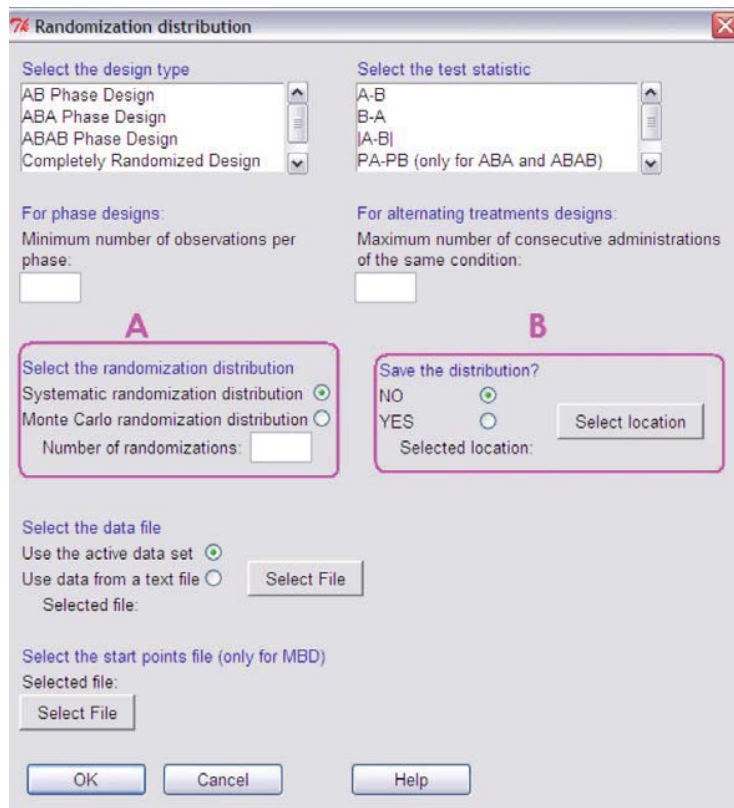 Randomization distribution
Select the design type
AB Phase Design
ABA Phase Design
ABAB Phase Design
Completely Randomized Design
Select the test statistic
A-B
B-A
|A-B|
PA-PB (only for ABA and ABAB)
For phase designs:
Minimum number of observations per
phase:
For alternating treatments designs:
Maximum number of consecutive administrations
of the same condition:
A
Select the randomization distribution
Systematic randomization distribution
Monte Carlo randomization distribution
Number of randomizations:
B
Save the distribution?
NO
YES
Select location
Selected location:
Select the data file
Use the active data set
Use data from a text file
Select File
Selected file:
Select the start points file (only for MBD)
Selected file:
Select File
OK
Cancel
Help